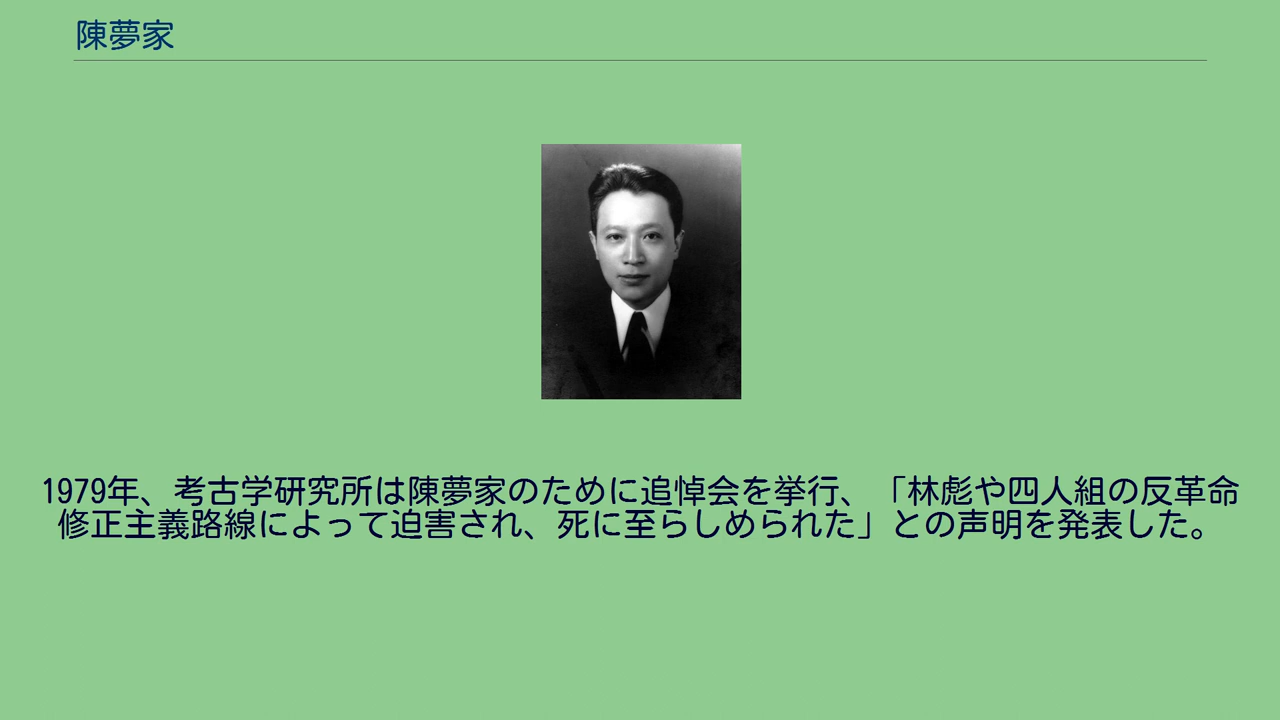 陳夢家
1979年、考古学研究所は陳夢家のために追悼会を挙行、「林彪や四人組の反革命
修正主義路線によって迫害され、死に至らしめられた」との声明を発表した。